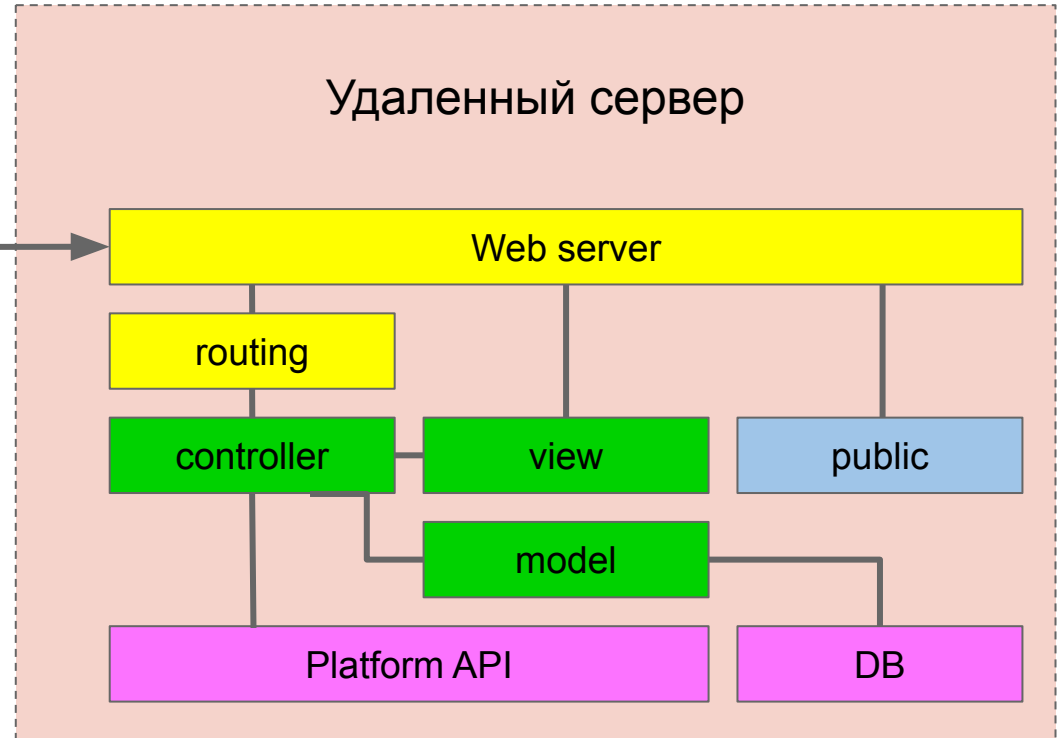 Удаленный сервер
Web server
routing
controller
view
public
model
Platform API
DB